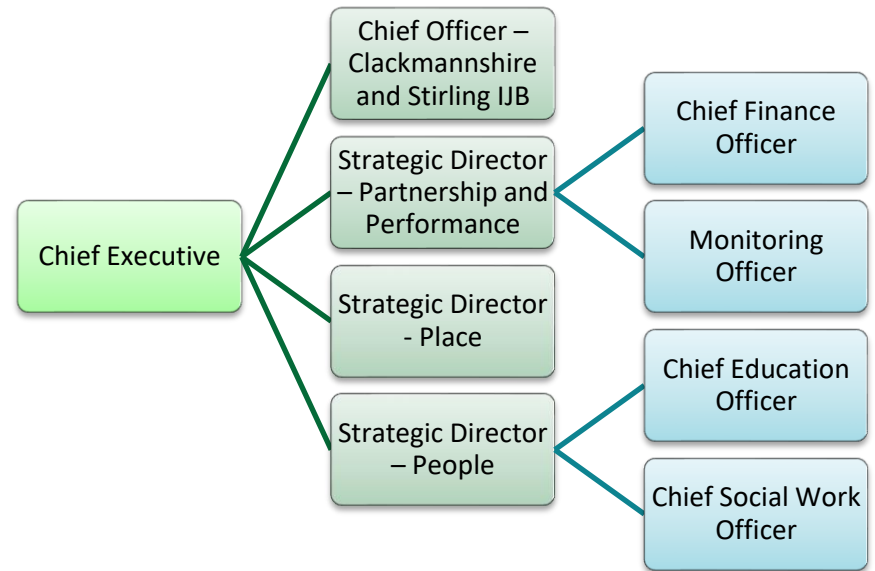 Chief Executive
Chief Officer –
Clackmannshire
and Stirling IJB
Strategic Director
– Partnership and
Performance
Strategic Director
- Place
Strategic Director
– People
Chief Finance
Officer
Monitoring
Officer
Chief Education
Officer
Chief Social Work
Officer